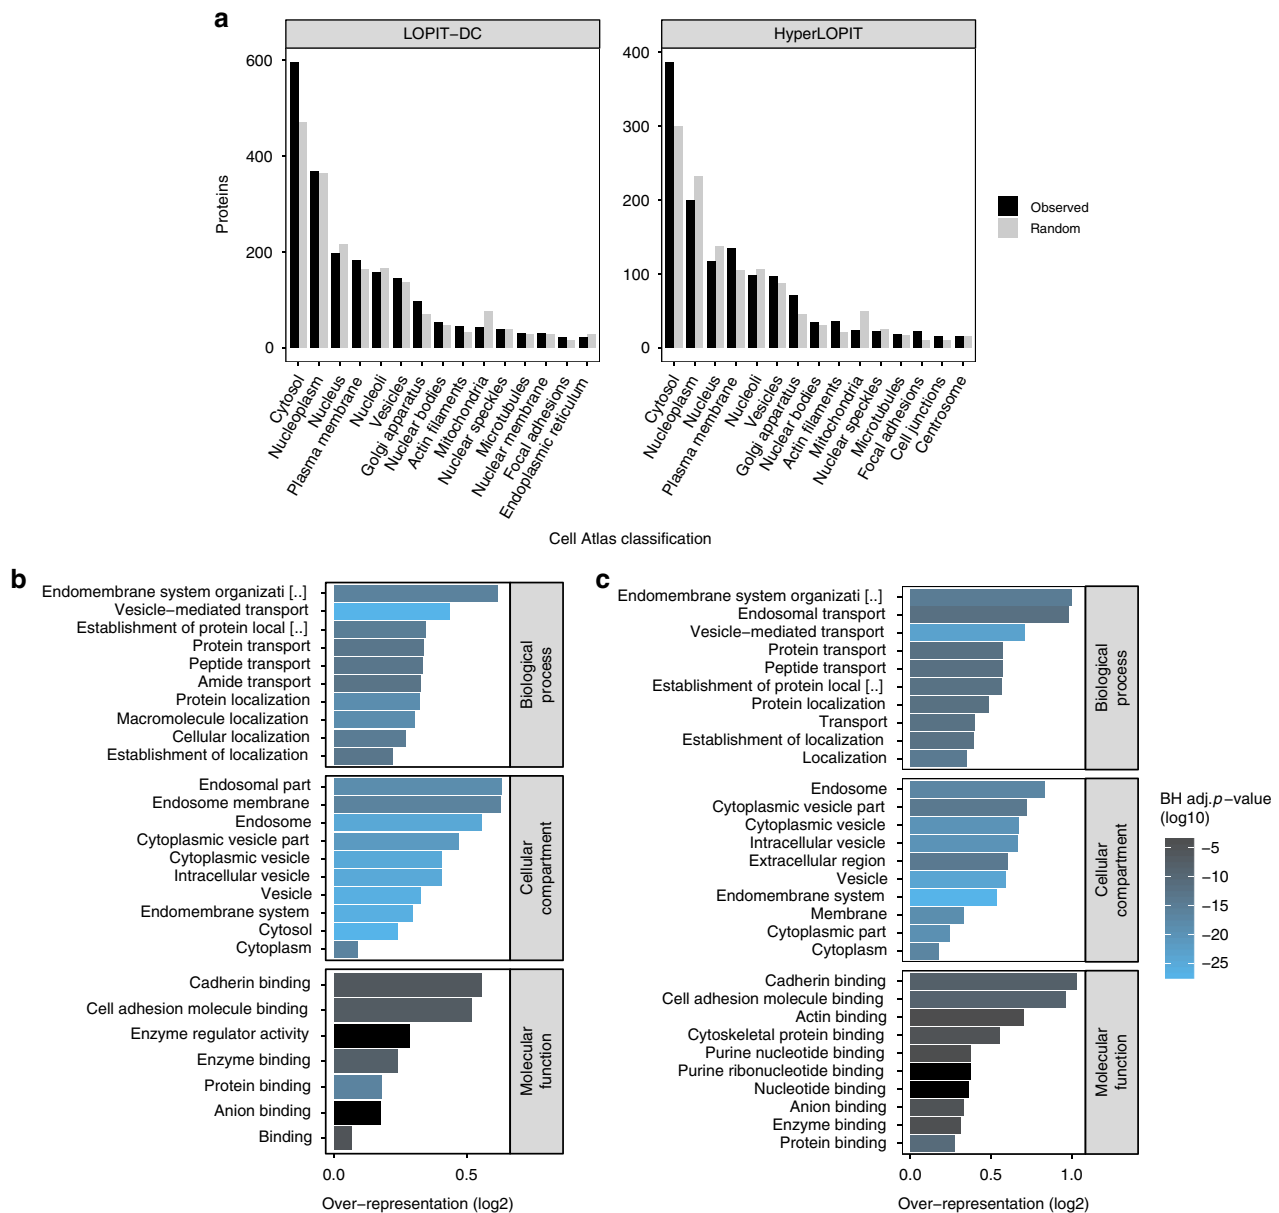 a
LOPIT−DC
HyperLOPIT
Proteins
600
400
200
0
400
300
200
100
0
Observed
Random
Cytosol
Nucleoplasm
Nucleus
Plasma membrane
Nucleoli
Vesicles
Golgi apparatus
Nuclear bodies
Actin filaments
Mitochondria
Nuclear speckles
Microtubules
Nuclear membrane
Focal adhesions
Endoplasmic reticulum
Cytosol
Nucleoplasm
Nucleus
Plasma membrane
Nucleoli
Vesicles
Golgi apparatus
Nuclear bodies
Actin filaments
Mitochondria
Nuclear speckles
Microtubules
Focal adhesions
Cell junctions
Centrosome
Cell Atlas classification
b
Endomembrane system organizati [..]
Vesicle−mediated transport
Establishment of protein local [..]
Protein transport
Peptide transport
Amide transport
Protein localization
Macromolecule localization
Cellular localization
Establishment of localization
Biological
process
Endosomal part
Endosome membrane
Endosome
Cytoplasmic vesicle part
Cytoplasmic vesicle
Intracellular vesicle
Vesicle
Endomembrane system
Cytosol
Cytoplasm
Cellular
compartment
Cadherin binding
Cell adhesion molecule binding
Enzyme regulator activity
Enzyme binding
Protein binding
Anion binding
Binding
Molecular
function
0.0
0.5
Over−representation (log2)
c
Endomembrane system organizati [..]
Endosomal transport
Vesicle−mediated transport
Protein transport
Peptide transport
Establishment of protein local [..]
Protein localization
Transport
Establishment of localization
Localization
Biological
process
Endosome
Cytoplasmic vesicle part
Cytoplasmic vesicle
Intracellular vesicle
Extracellular region
Vesicle
Endomembrane system
Membrane
Cytoplasmic part
Cytoplasm
Cellular
compartment
Cadherin binding
Cell adhesion molecule binding
Actin binding
Cytoskeletal protein binding
Purine nucleotide binding
Purine ribonucleotide binding
Nucleotide binding
Anion binding
Enzyme binding
Protein binding
Molecular
function
0.0
0.5
1.0
Over−representation (log2)
BH adj.p−value
(log10)
−5
−10
−15
−20
−25